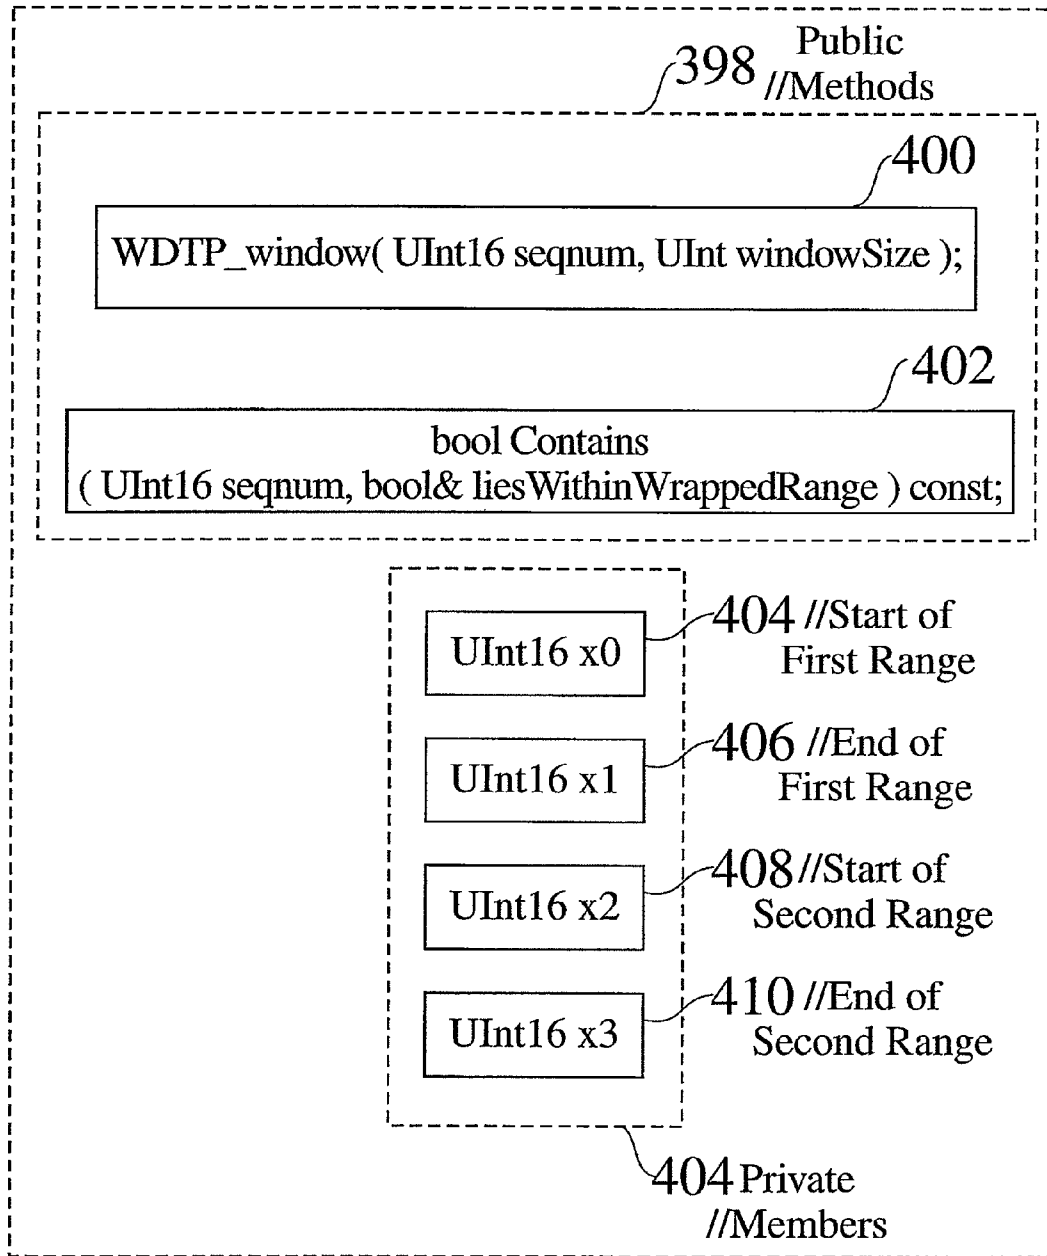 398 Public
//Methods
400
WDTP_window( UInt16 seqnum, UInt windowSize );
402
bool Contains
( UInt16 seqnum, bool& liesWithinWrappedRange ) const;
UInt16 x0
404 //Start of
First Range
UInt16 x1
406 //End of
First Range
UInt16 x2
408 //Start of
Second Range
UInt16 x3
410 //End of
Second Range
404 Private
//Members